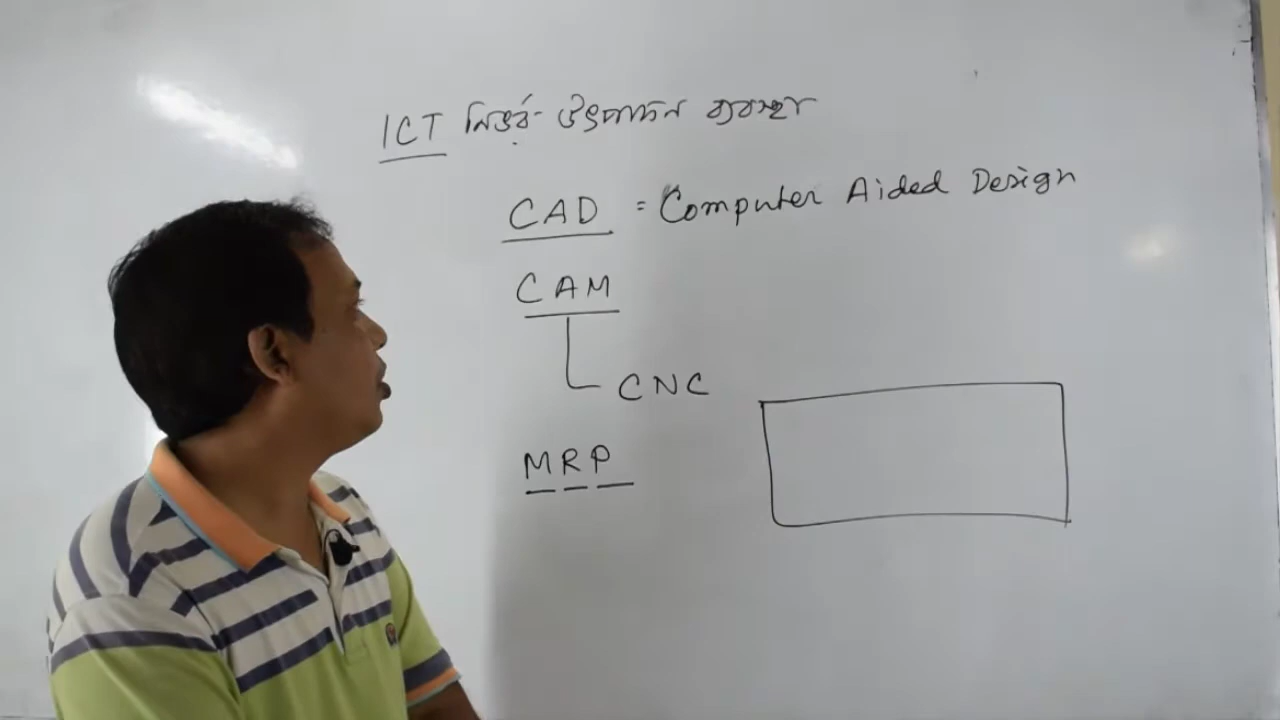 ICT নির্ভর উৎপাদন ব্যবস্থা
CAD = Computer Aided Design
CAM
CNC
MRP